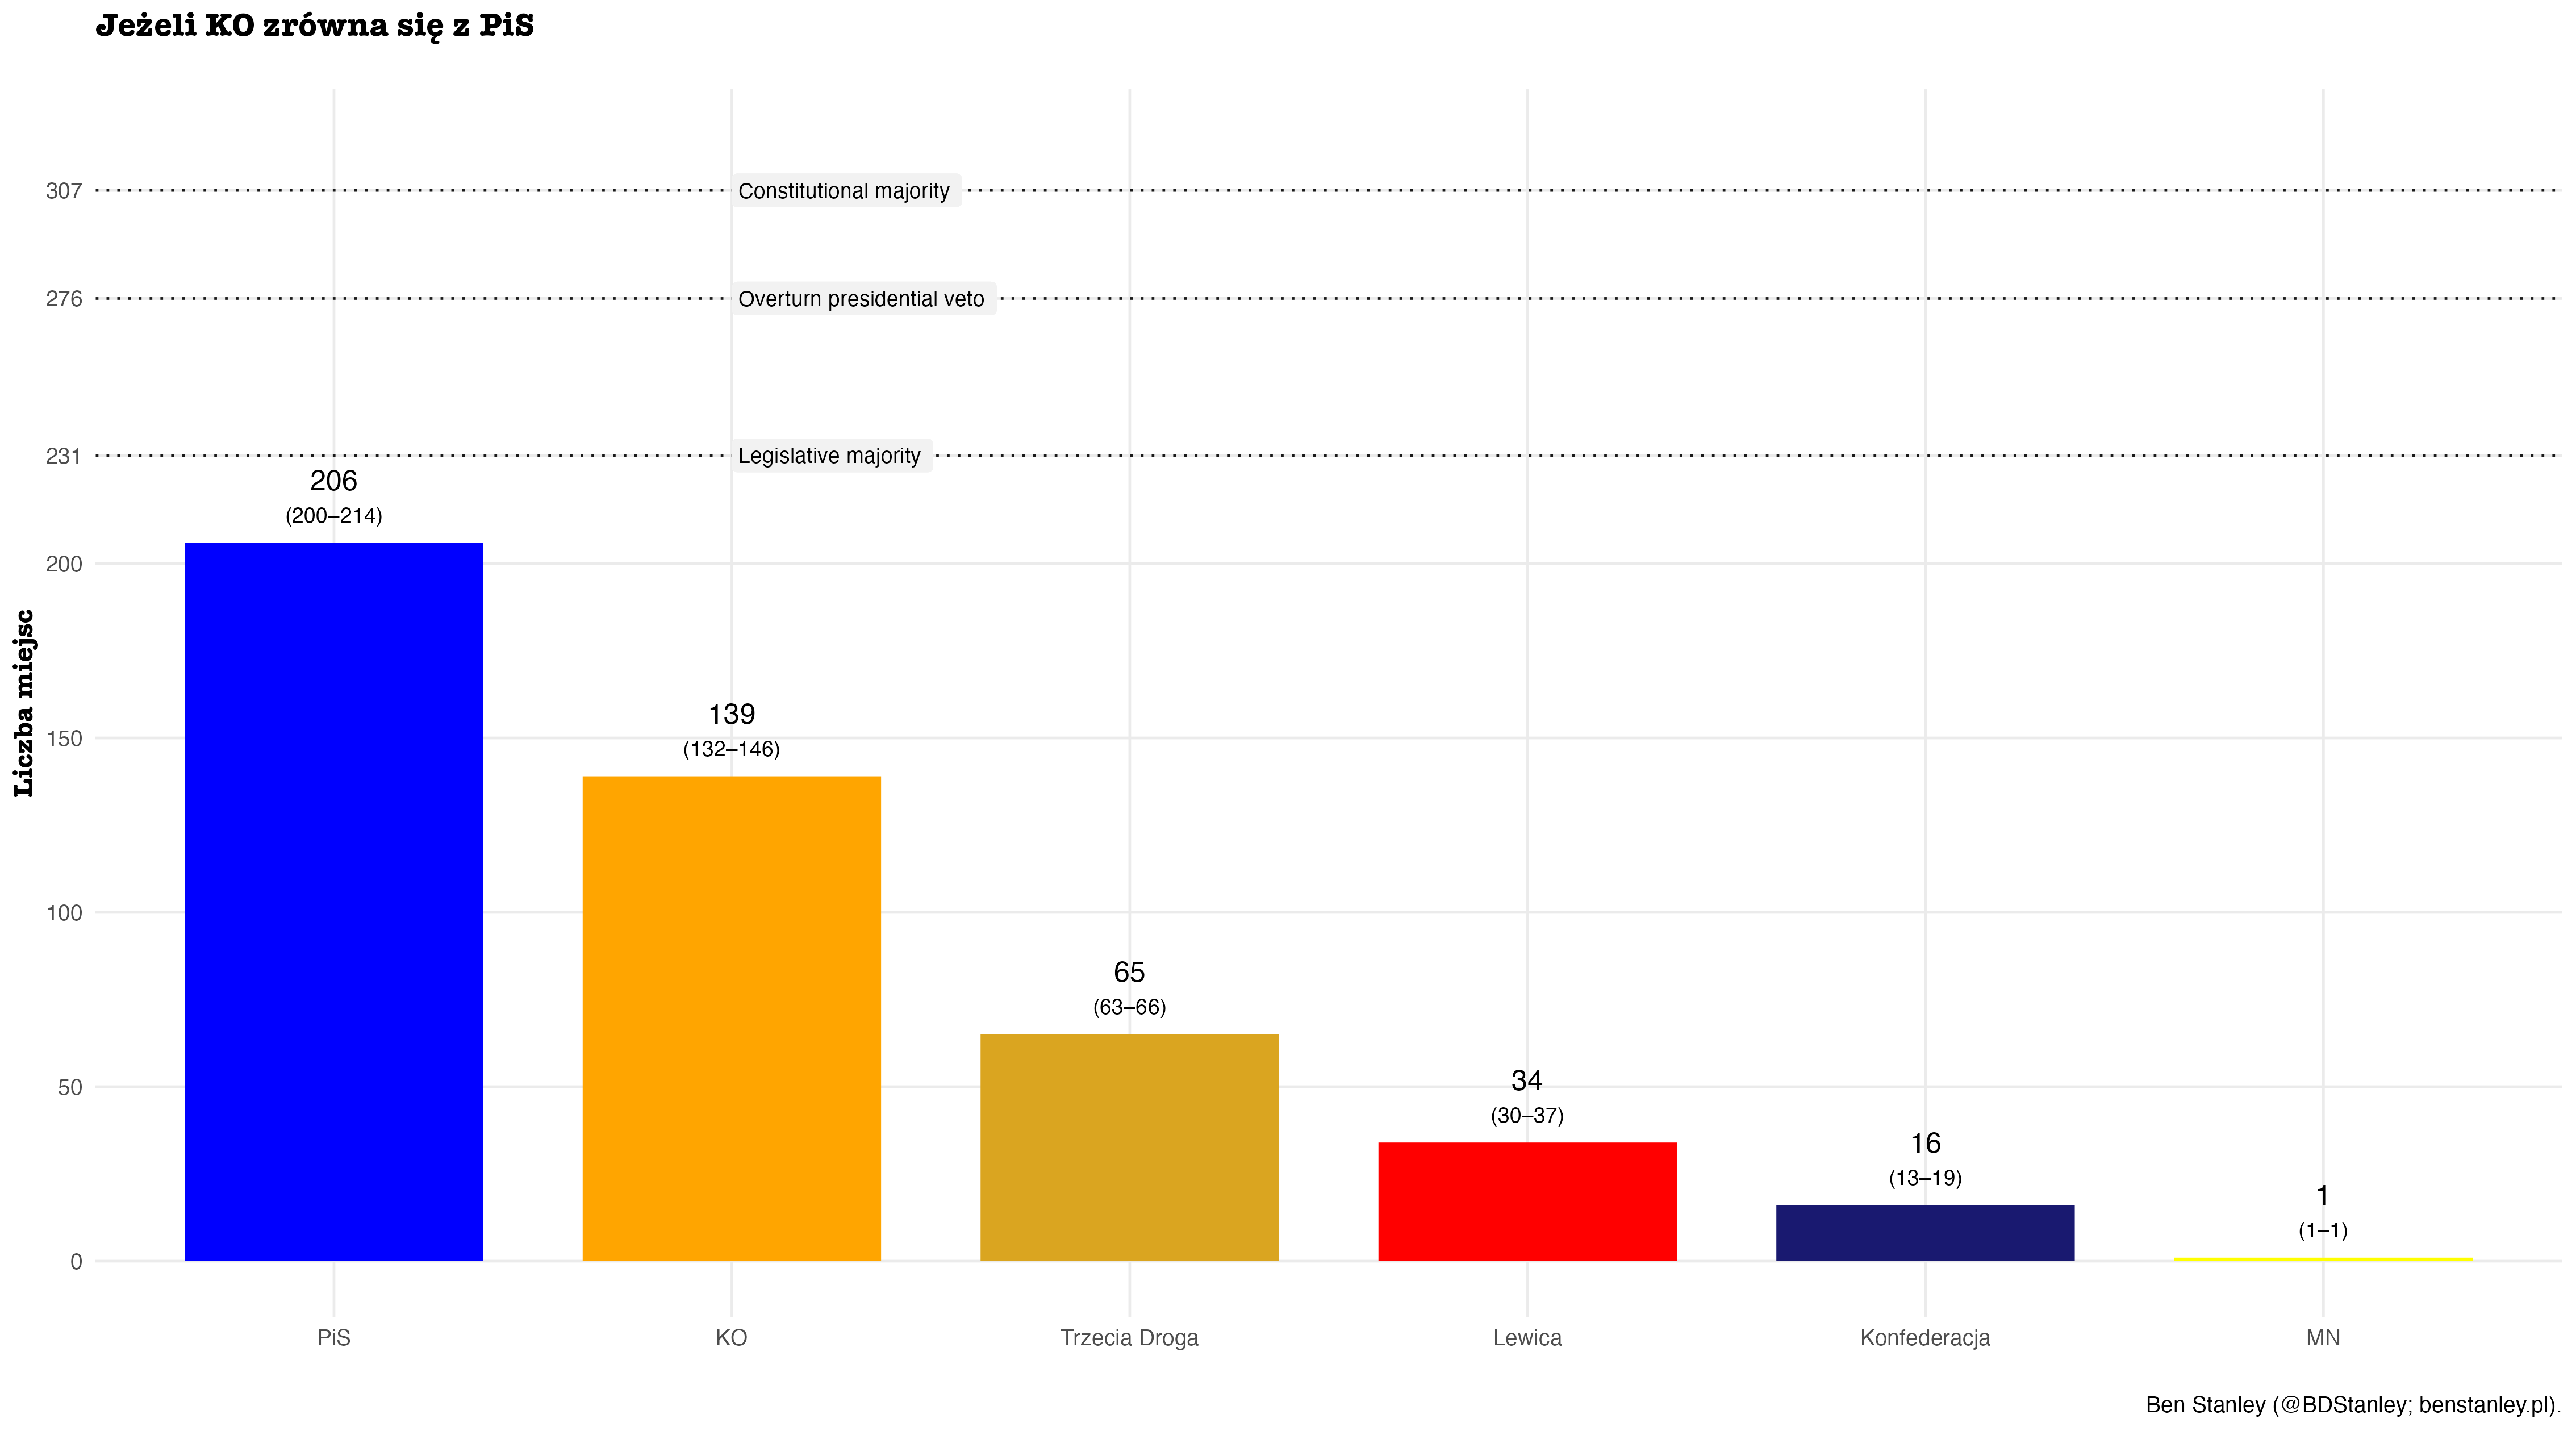 Jeżeli KO zrówna się z PiS
Liczba miejsc
307
Constitutional majority
276
Overturn presidential veto
231
Legislative majority
206
(200–214)
200
139
(132–146)
150
100
65
(63–66)
50
34
(30–37)
16
(13–19)
1
(1–1)
0
PiS
KO
Trzecia Droga
Lewica
Konfederacja
MN
Ben Stanley (@BDStanley; benstanley.pl).